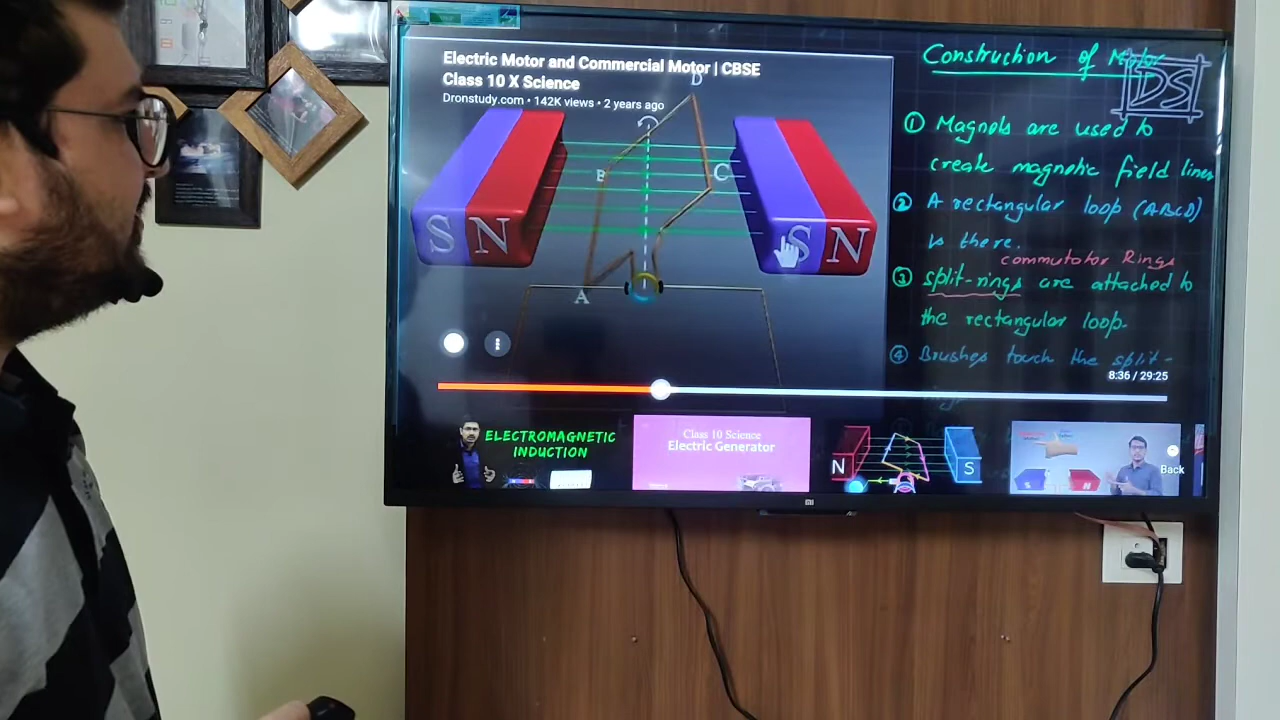 Electric Motor and Commercial Motor | CBSE
Class 10 X Science
Dronstudy.com • 142K views • 2 years ago
D
B
C
A
S N
S N
Construction of Motor
DS
① Magnets are used to
create magnetic field lines
② A rectangular loop (ABCD)
is there.
commutator Rings
③ split-rings are attached to
the rectangular loop.
④ Brushes touch the split-
8:36 / 29:25
ELECTROMAGNETIC
INDUCTION
Class 10 Science
Electric Generator
N
S
Back
mi